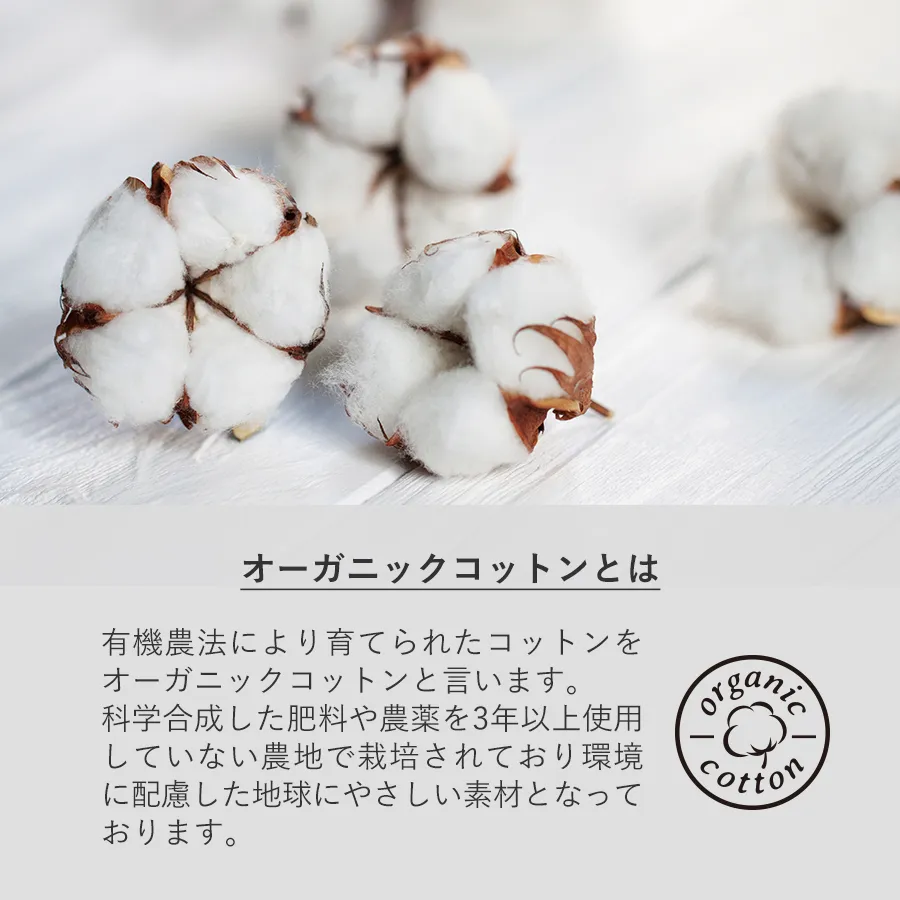 オーガニックコットンとは
有機農法により育てられたコットンを
オーガニックコットンと言います。
科学合成した肥料や農薬を3年以上使用
していない農地で栽培されており環境
に配慮した地球にやさしい素材となって
おります。
organic
cotton